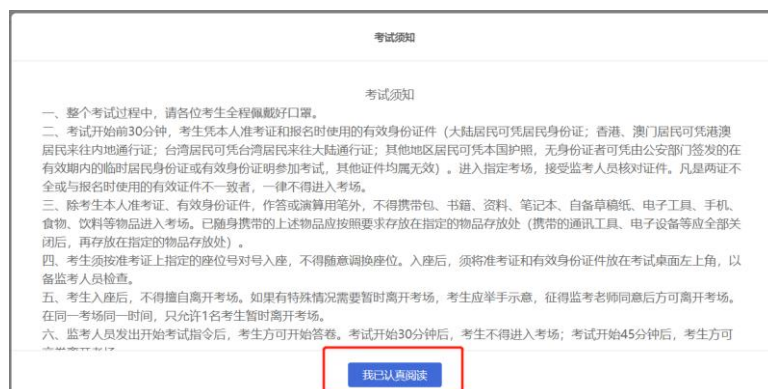 考试须知
考试须知
一、整个考试过程中，请各位考生全程佩戴好口罩。
二、考试开始前30分钟，考生凭本人准考证和报名时使用的有效身份证件（大陆居民可凭居民身份证；香港、澳门居民可凭港澳
居民来往内地通行证；台湾居民可凭台湾居民来往大陆通行证；其他地区居民可凭本国护照，无身份证者可凭由公安部门签发的在
有效期内的临时居民身份证或有效身份证明参加考试，其他证件均属无效）。进入指定考场，接受监考人员核对证件。凡是两证不
全或与报名时使用的有效证件不一致者，一律不得进入考场。
三、除考生本人准考证、有效身份证件，作答或演算用笔外，不得携带包、书籍、资料、笔记本、自备草稿纸、电子工具、手机、
食物、饮料等物品进入考场。已随身携带的上述物品应按照要求存放在指定的物品存放处（携带的通讯工具、电子设备等应全部关
闭后，再存放在指定的物品存放处）。
四、考生须按准考证上指定的座位号对号入座，不得随意调换座位。入座后，须将准考证和有效身份证件放在考试桌面左上角，以
备监考人员检查。
五、考生入座后，不得擅自离开考场。如果有特殊情况需要暂时离开考场，考生应举手示意，征得监考老师同意后方可离开考场。
在同一考场同一时间，只允许1名考生暂时离开考场。
六、监考人员发出开始考试指令后，考生方可开始答卷。考试开始30分钟后，考生不得进入考场；考试开始45分钟后，考生方可
我已认真阅读